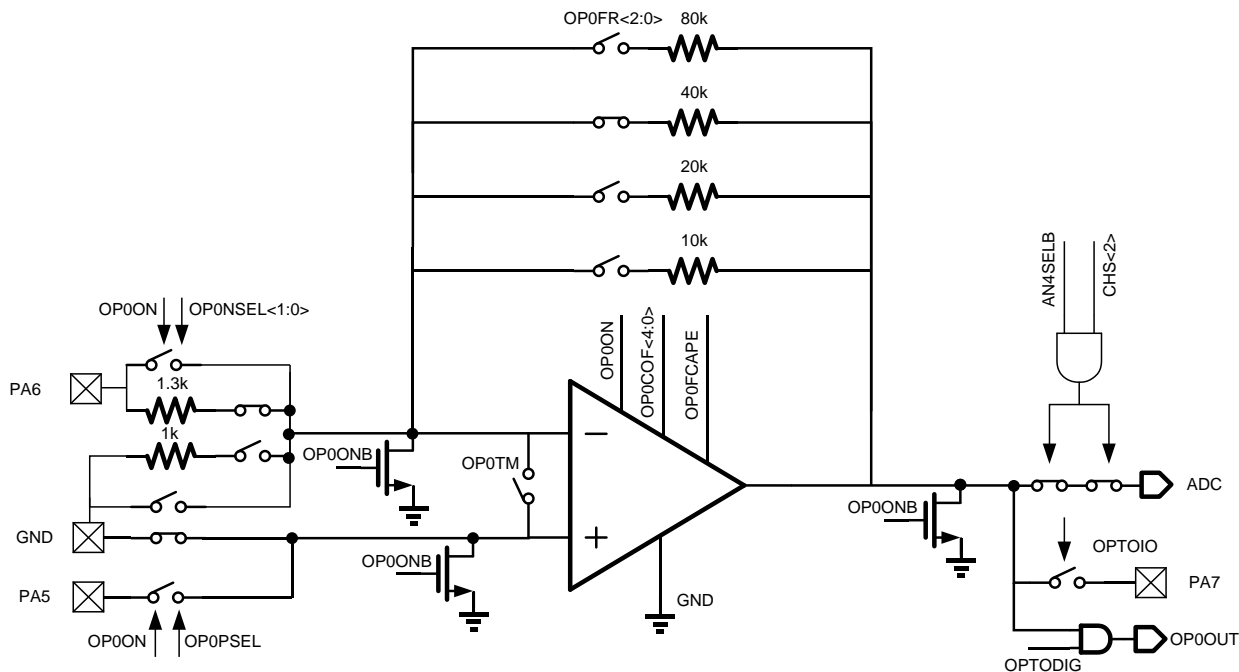 OP0FR<2:0>
80k
40k
20k
10k
OP0ON
OP0NSEL<1:0>
PA6
1.3k
1k
GND
PA5
OP0ON
OP0PSEL
OP0ONB
OP0ONB
OP0TM
OP0ON
OP0COF<4:0>
OP0FCAPE
GND
OP0ONB
AN4SELB
CHS<2>
ADC
OPTOIO
PA7
OP0OUT
OPTODIG